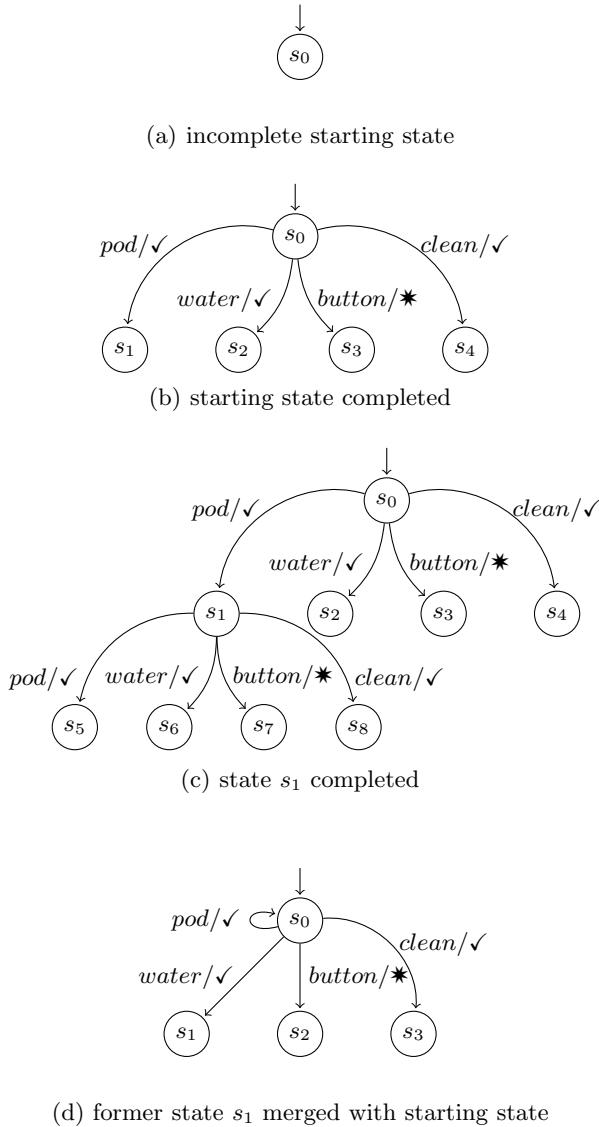 s0
(a) incomplete starting state
s0
pod/✓ clean/✓
water/✓ button/✷
s1 s2 s3 s4
(b) starting state completed
s0
pod/✓ clean/✓
water/✓ button/✷
s1 s2 s3 s4
pod/✓ water/✓ button/✷ clean/✓
s5 s6 s7 s8
(c) state s1 completed
pod/✓ s0
clean/✓
water/✓ button/✷
s1 s2 s3
(d) former state s1 merged with starting state